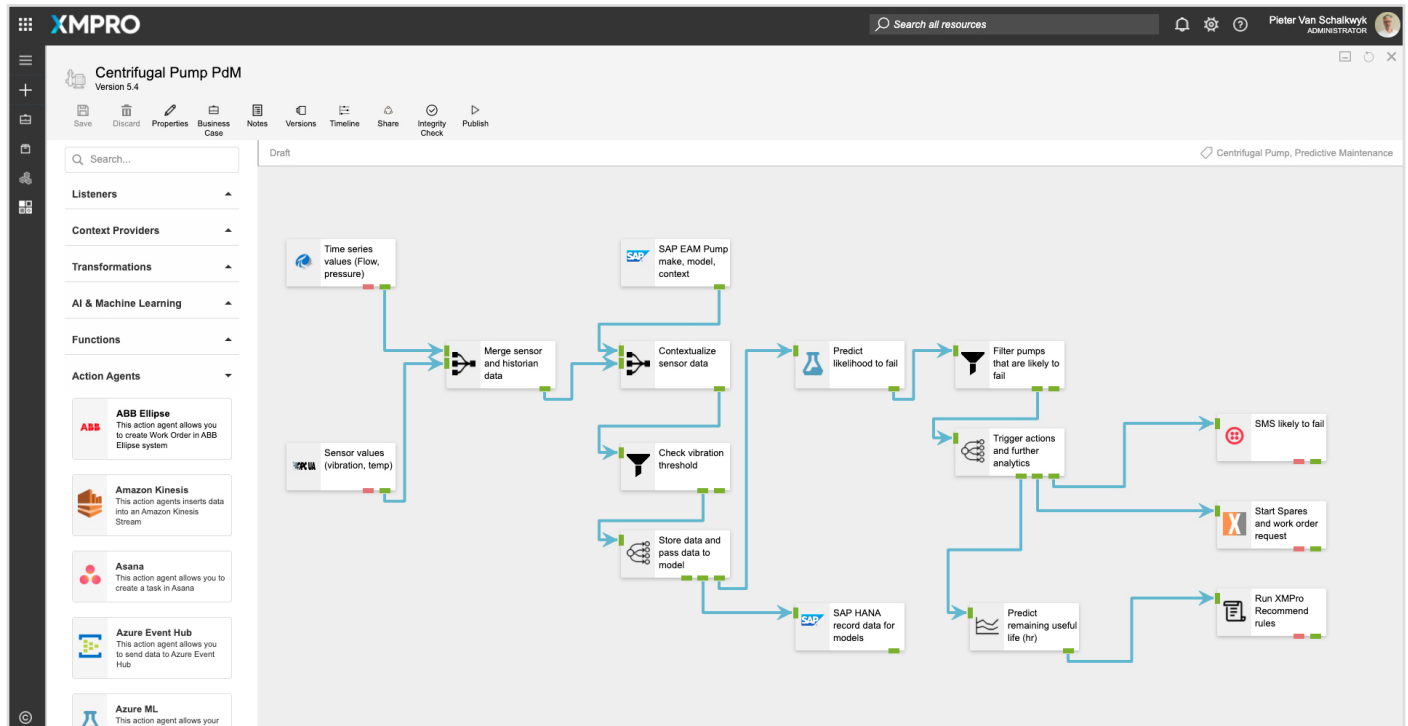 XMPRO
Search all resources
Pieter Van Schalkwyk
ADMINISTRATOR
Centrifugal Pump PdM
Version 5.4
Save
Discard
Properties
Business
Case
Notes
Versions
Timeline
Share
Integrity
Check
Publish
Search...
Draft
Centrifugal Pump, Predictive Maintenance
Listeners
Context Providers
Transformations
AI & Machine Learning
Functions
Action Agents
ABB
ABB Ellipse
This action agent allows you
to create Work Order in ABB
Ellipse system
Amazon Kinesis
This action agents inserts data
into an Amazon Kinesis
Stream
Asana
This action agent allows you to
create a task in Asana
Azure Event Hub
This action agent allows you
to send data to Azure Event
Hub
Azure ML
This action agent allows your
Time series
values (Flow,
pressure)
SAP
SAP EAM Pump
make, model,
context
Merge sensor
and historian
data
Contextualize
sensor data
Predict
likelihood to fail
Filter pumps
that are likely to
fail
OPC UA
Sensor values
(vibration, temp)
Check vibration
threshold
Trigger actions
and further
analytics
SMS likely to fail
Store data and
pass data to
model
X
Start Spares
and work order
request
SAP
SAP HANA
record data for
models
Predict
remaining useful
life (hr)
Run XMPro
Recommend
rules